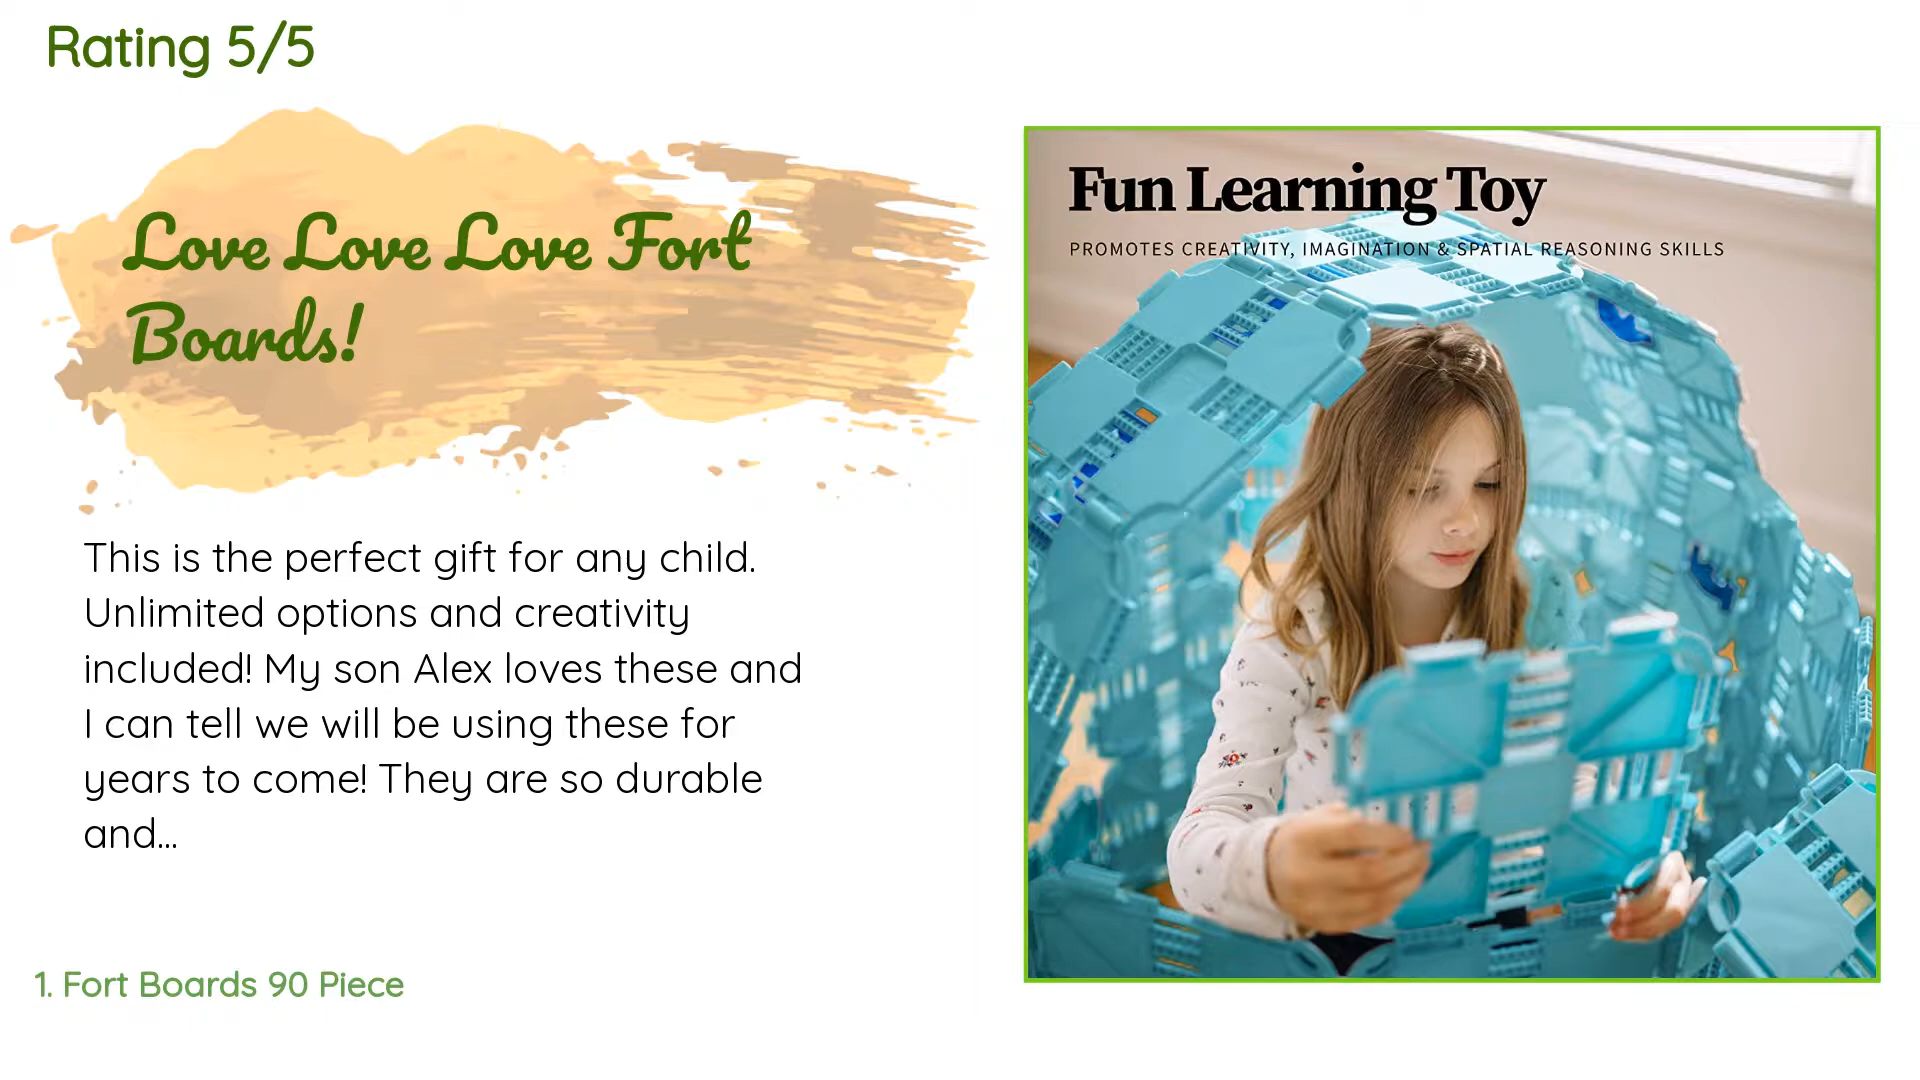 Rating 5/5
Love Love Love Fort
Boards!
This is the perfect gift for any child.
Unlimited options and creativity
included! My son Alex loves these and
I can tell we will be using these for
years to come! They are so durable
and...
1. Fort Boards 90 Piece
Fun Learning Toy
PROMOTES CREATIVITY, IMAGINATION & SPATIAL REASONING SKILLS